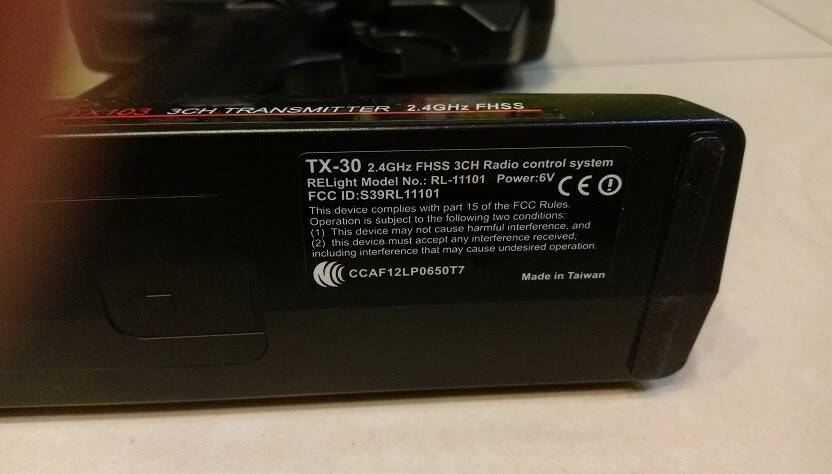 TX103 3CH TRANSMITTER 2.4GHz FHSS
TX-30 2.4GHz FHSS 3CH Radio control system
RELight Model No.: RL-11101 Power:6V CE
FCC ID:S39RL11101
This device complies with part 15 of the FCC Rules.
Operation is subject to the following two conditions:
(1) This device may not cause harmful interference, and
(2) this device must accept any interference received,
including interference that may cause undesired operation.
CCAF12LP0650T7 Made in Taiwan